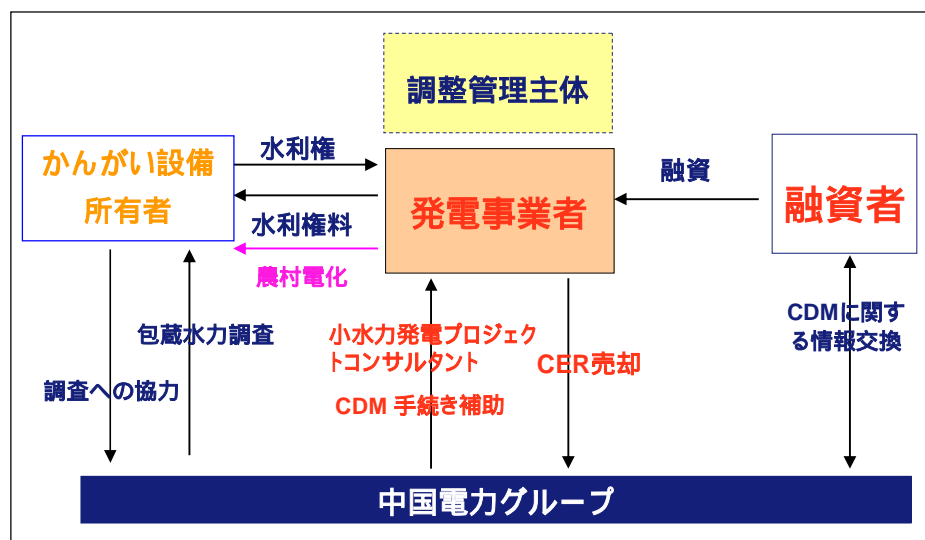 調整管理主体
かんがい設備
所有者
水利権
水利権料
農村電化
発電事業者
融資
融資者
包蔵水力調査
調査への協力
小水力発電プロジェク
トコンサルタント
CDM 手続き補助
CER売却
CDMに関す
る情報交換
中国電力グループ